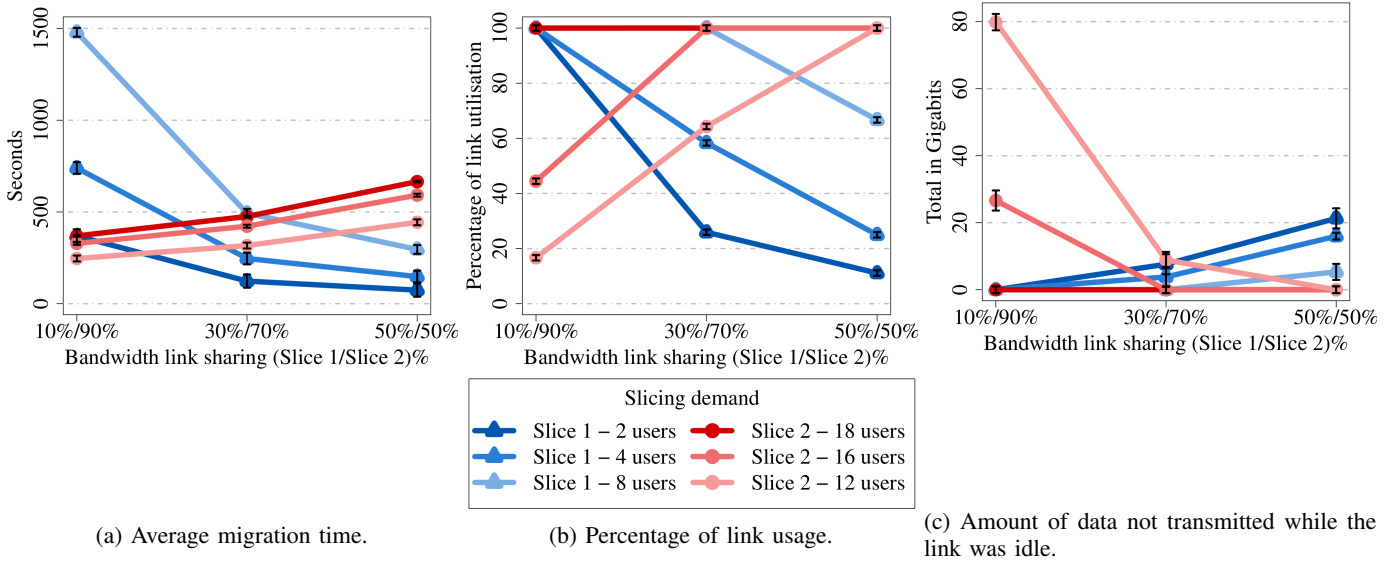 Seconds
0 500 1000 1500
10%/90% 30%/70% 50%/50%
Bandwidth link sharing (Slice 1/Slice 2)%
Percentage of link utilisation
0 20 40 60 80 100
10%/90% 30%/70% 50%/50%
Bandwidth link sharing (Slice 1/Slice 2)%
Total in Gigabits
0 20 40 60 80
10%/90% 30%/70% 50%/50%
Bandwidth link sharing (Slice 1/Slice 2)%
Slicing demand
Slice 1 − 2 users Slice 2 − 18 users
Slice 1 − 4 users Slice 2 − 16 users
Slice 1 − 8 users Slice 2 − 12 users
(a) Average migration time.
(b) Percentage of link usage.
(c) Amount of data not transmitted while the
link was idle.